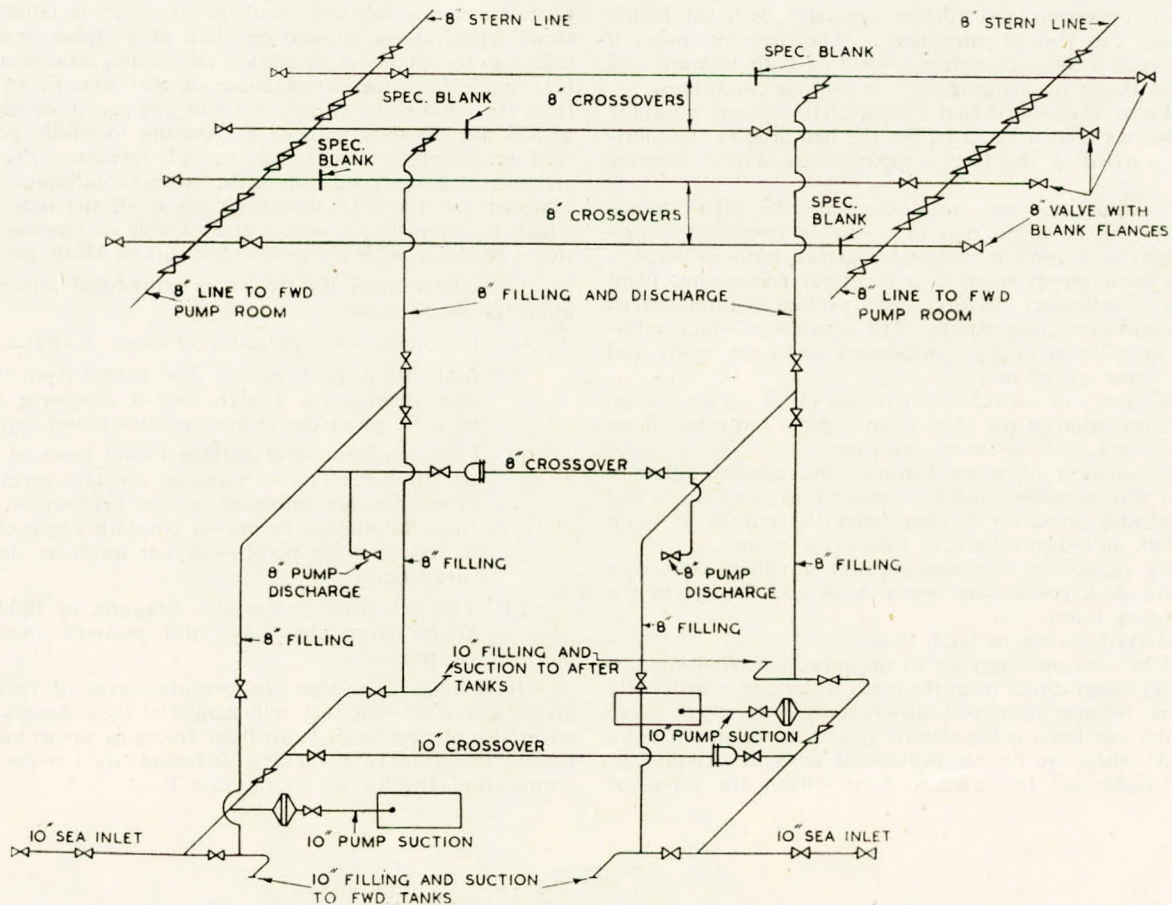 8" STERN LINE
8" STERN LINE
SPEC. BLANK
8" CROSSOVERS
SPEC BLANK
SPEC.
BLANK
8" CROSSOVERS
SPEC.
BLANK
8" VALVE WITH
BLANK FLANGES
8" LINE TO FWD
PUMP ROOM
8" FILLING AND DISCHARGE
8" LINE TO FWD
PUMP ROOM
8" CROSSOVER
8" PUMP
DISCHARGE
8" FILLING
8" PUMP
DISCHARGE
8" FILLING
8" FILLING
8" FILLING
10" FILLING AND
SUCTION TO AFTER
TANKS
10" CROSSOVER
10" PUMP SUCTION
10" SEA INLET
10" PUMP
SUCTION
10" SEA INLET
10" FILLING AND SUCTION
TO FWD TANKS